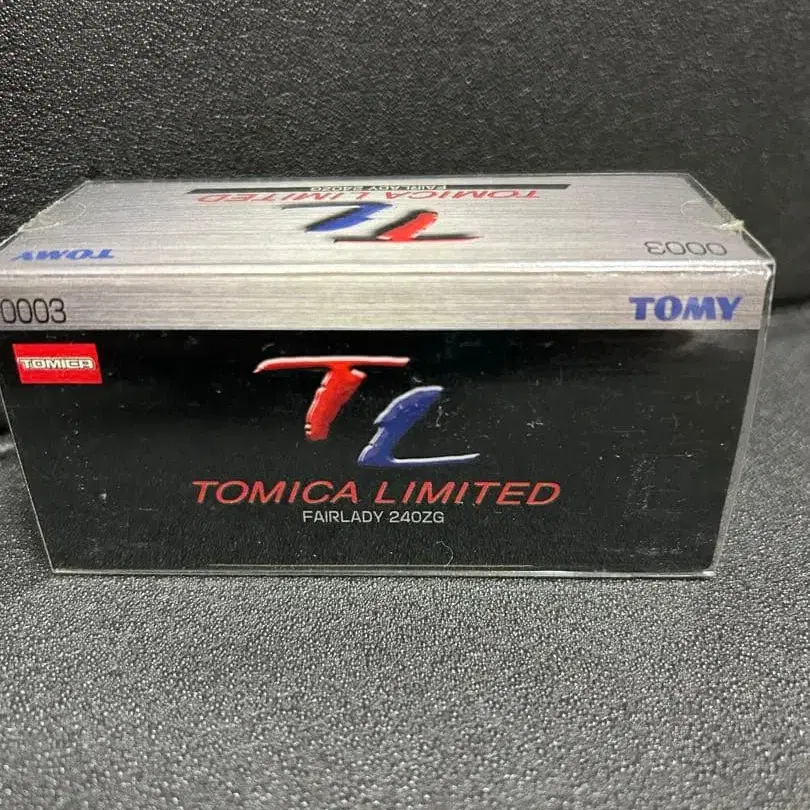 FAIRLADY 240ZG
TOMICA LIMITED
TL
TOMY
0003
0003
TOMY
TOMICA
TL
TOMICA LIMITED
FAIRLADY 240ZG